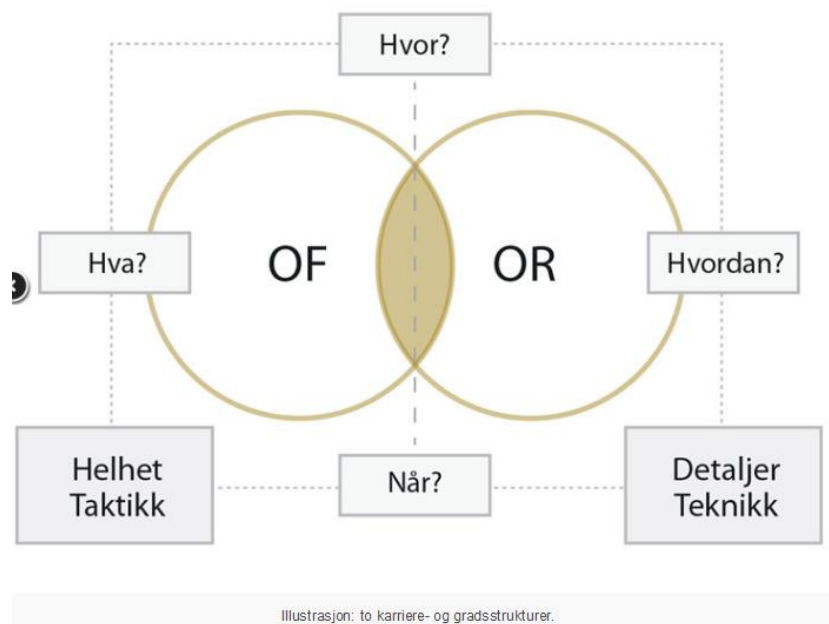 Hvor?
Hva?
OF
OR
Hvordan?
Helhet
Taktikk
Når?
Detaljer
Teknikk
Illustrasjon: to karriere- og gradsstrukturer.